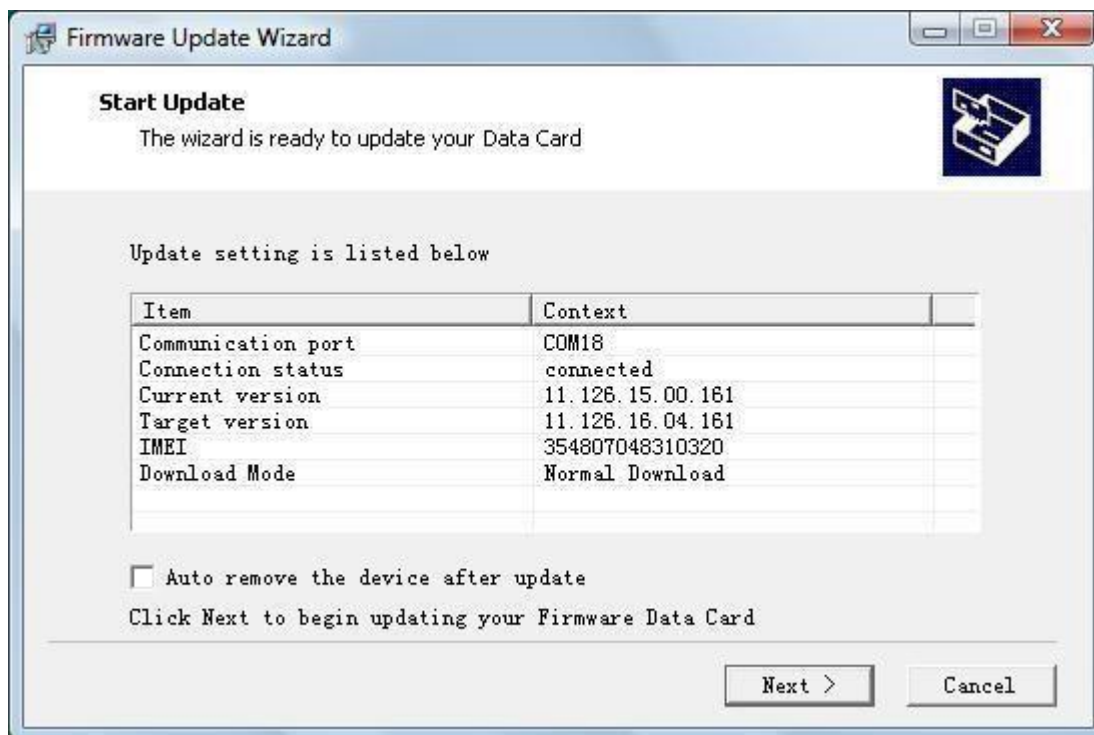 Firmware Update Wizard
Start Update
The wizard is ready to update your Data Card
Update setting is listed below
Item Context
Communication port COM18
Connection status connected
Current version 11.126.15.00.161
Target version 11.126.16.04.161
IMEI 354807048310320
Download Mode Normal Download
Auto remove the device after update
Click Next to begin updating your Firmware Data Card
Next > Cancel